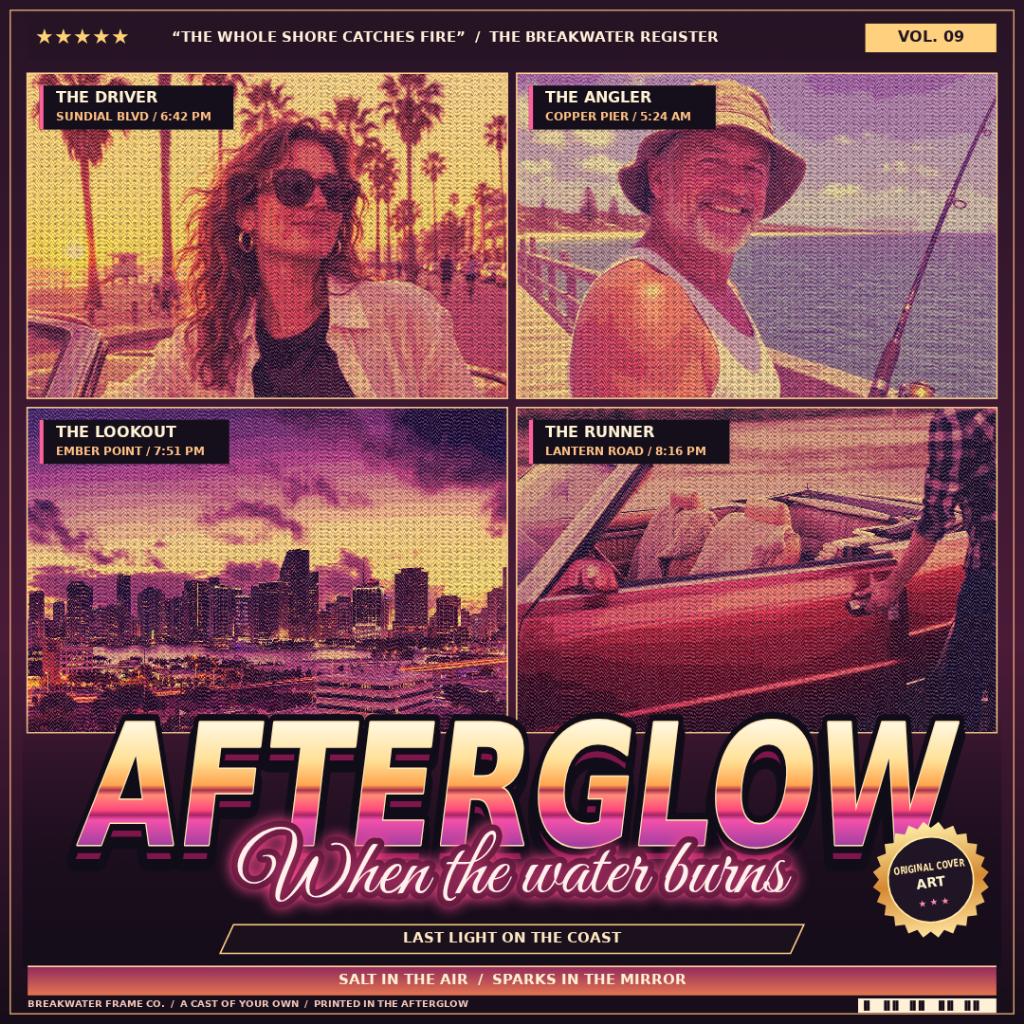 ★★★★★ “THE WHOLE SHORE CATCHES FIRE” / THE BREAKWATER REGISTER
VOL. 09
THE DRIVER
SUNDIAL BLVD / 6:42 PM
THE ANGLER
COPPER PIER / 5:24 AM
THE LOOKOUT
EMBER POINT / 7:51 PM
THE RUNNER
LANTERN ROAD / 8:16 PM
AFTERGLOW
When the water burns
ORIGINAL COVER
ART
★ ★ ★
LAST LIGHT ON THE COAST
SALT IN THE AIR / SPARKS IN THE MIRROR
BREAKWATER FRAME CO. / A CAST OF YOUR OWN / PRINTED IN THE AFTERGLOW